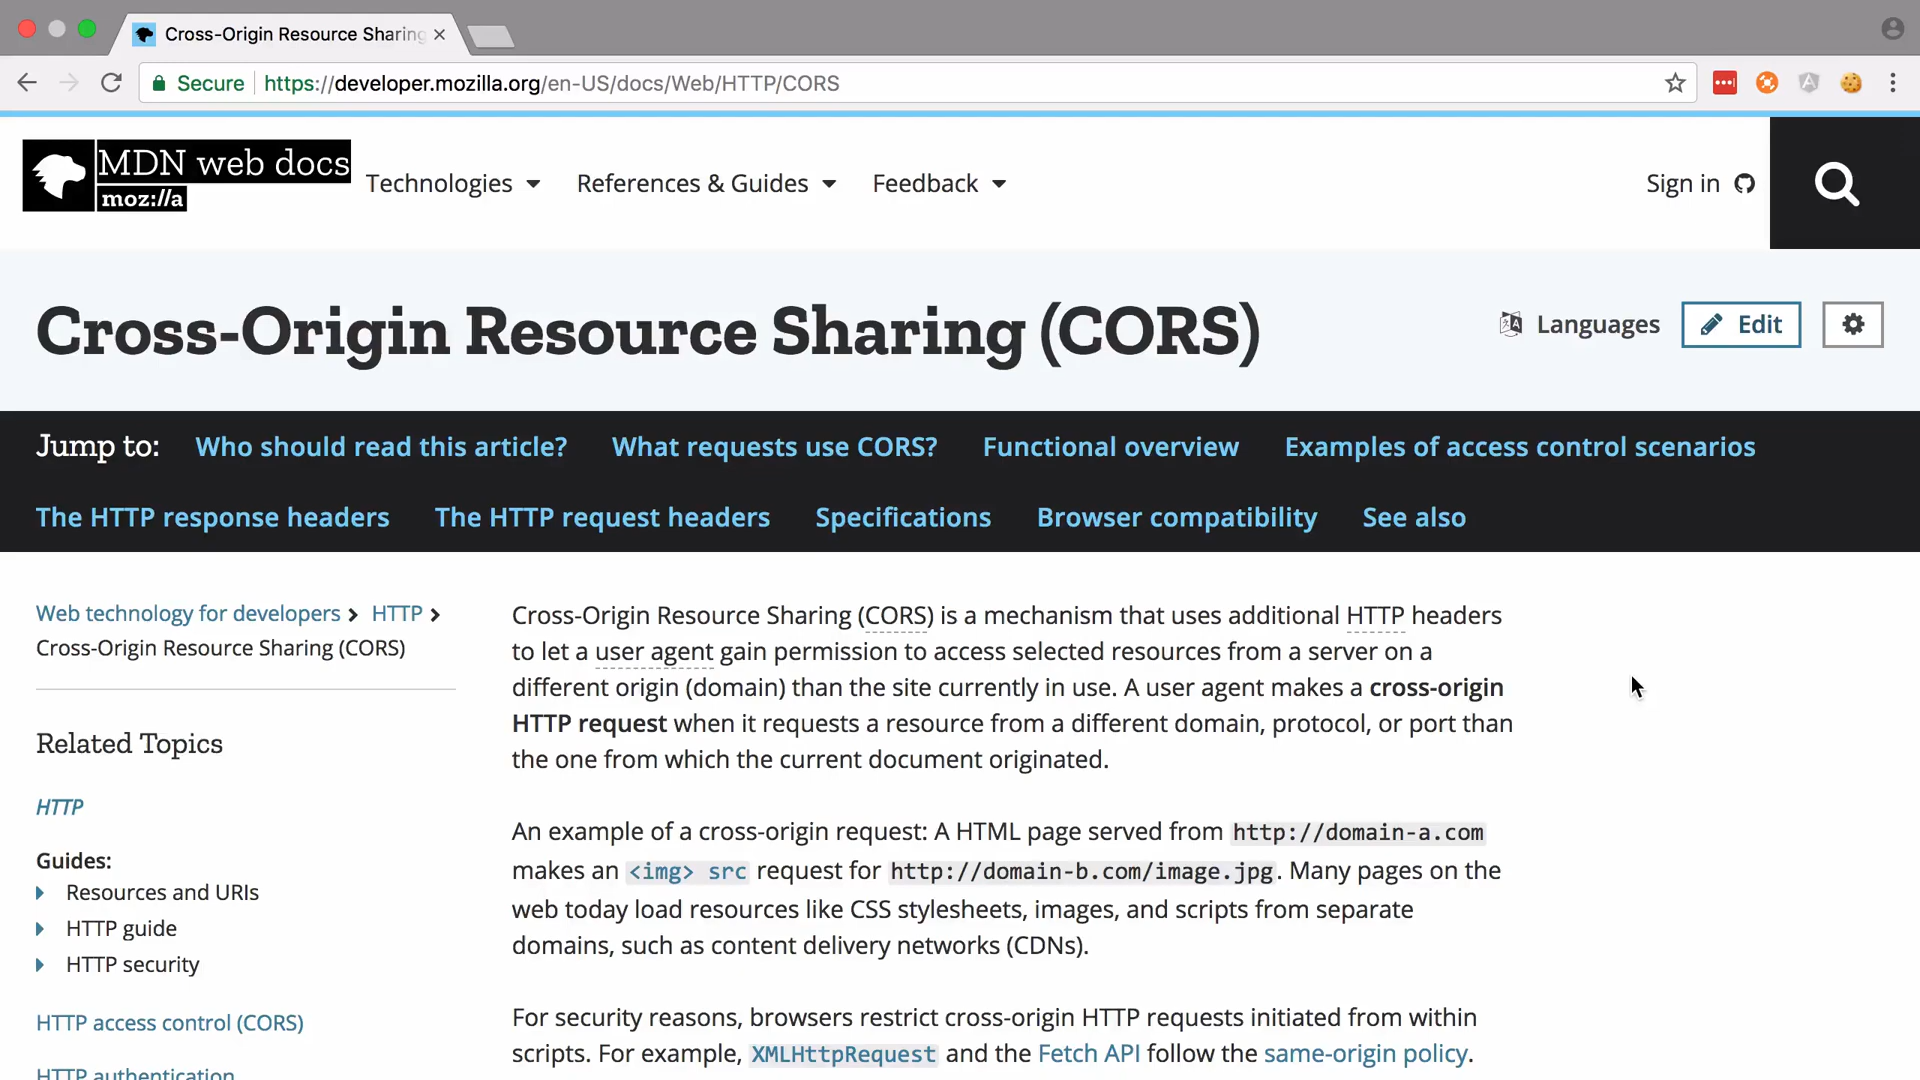 Cross-Origin Resource Sharing
Secure https://developer.mozilla.org/en-US/docs/Web/HTTP/CORS
MDN web docs
moz://a
Technologies References & Guides Feedback Sign in
Cross-Origin Resource Sharing (CORS)
Languages Edit
Jump to: Who should read this article? What requests use CORS? Functional overview Examples of access control scenarios
The HTTP response headers The HTTP request headers Specifications Browser compatibility See also
Web technology for developers HTTP
Cross-Origin Resource Sharing (CORS)
Related Topics
HTTP
Guides:
Resources and URIs
HTTP guide
HTTP security
HTTP access control (CORS)
HTTP authentication
Cross-Origin Resource Sharing (CORS) is a mechanism that uses additional HTTP headers
to let a user agent gain permission to access selected resources from a server on a
different origin (domain) than the site currently in use. A user agent makes a cross-origin
HTTP request when it requests a resource from a different domain, protocol, or port than
the one from which the current document originated.
An example of a cross-origin request: A HTML page served from http://domain-a.com
makes an <img> src request for http://domain-b.com/image.jpg. Many pages on the
web today load resources like CSS stylesheets, images, and scripts from separate
domains, such as content delivery networks (CDNs).
For security reasons, browsers restrict cross-origin HTTP requests initiated from within
scripts. For example, XMLHttpRequest and the Fetch API follow the same-origin policy.